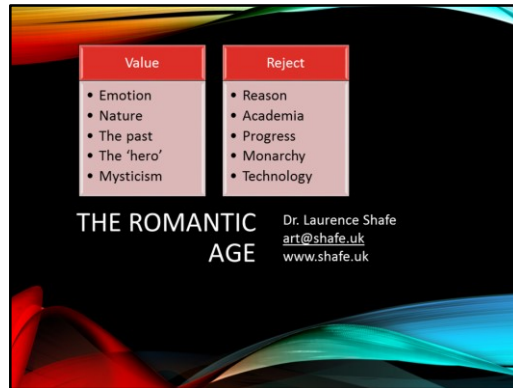 Value
• Emotion
• Nature
• The past
• The ‘hero’
• Mysticism
Reject
• Reason
• Academia
• Progress
• Monarchy
• Technology
THE ROMANTIC
AGE
Dr. Laurence Shafe
art@shafe.uk
www.shafe.uk